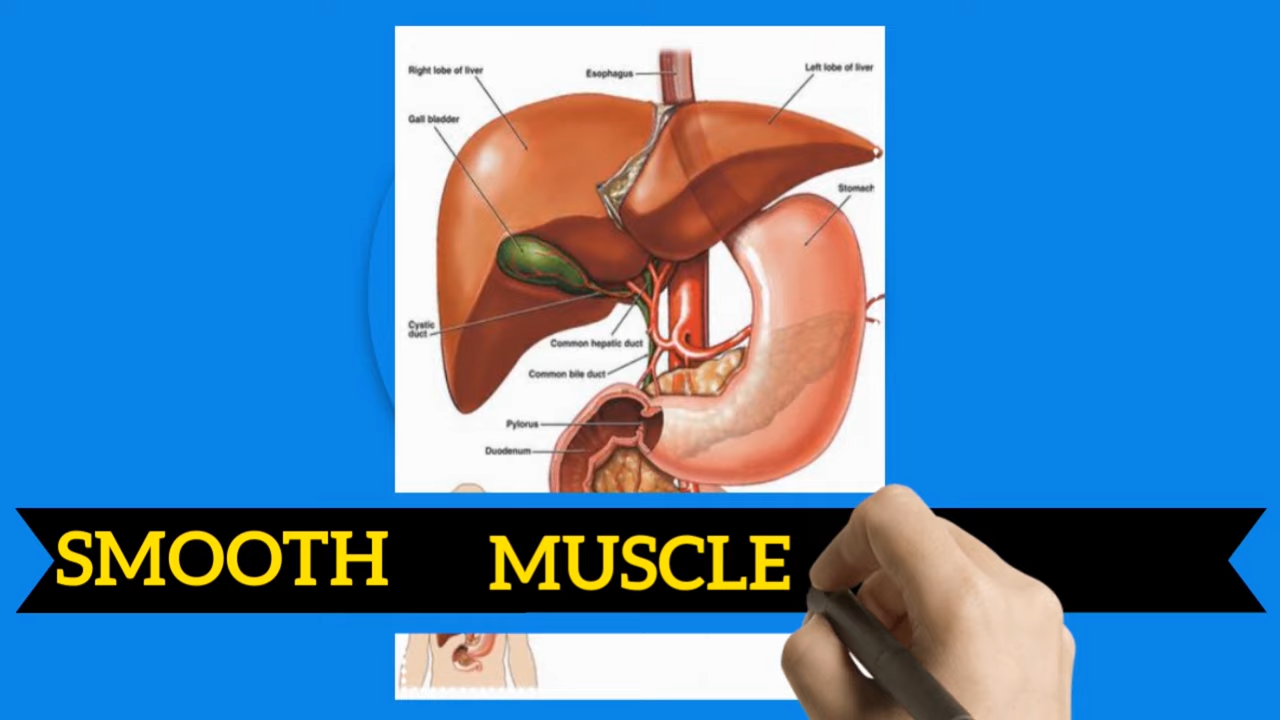 Right lobe of liver
Esophagus
Left lobe of liver
Gall bladder
Stomach
Cystic
duct
Common hepatic duct
Common bile duct
Pylorus
Duodenum
SMOOTH MUSCLE